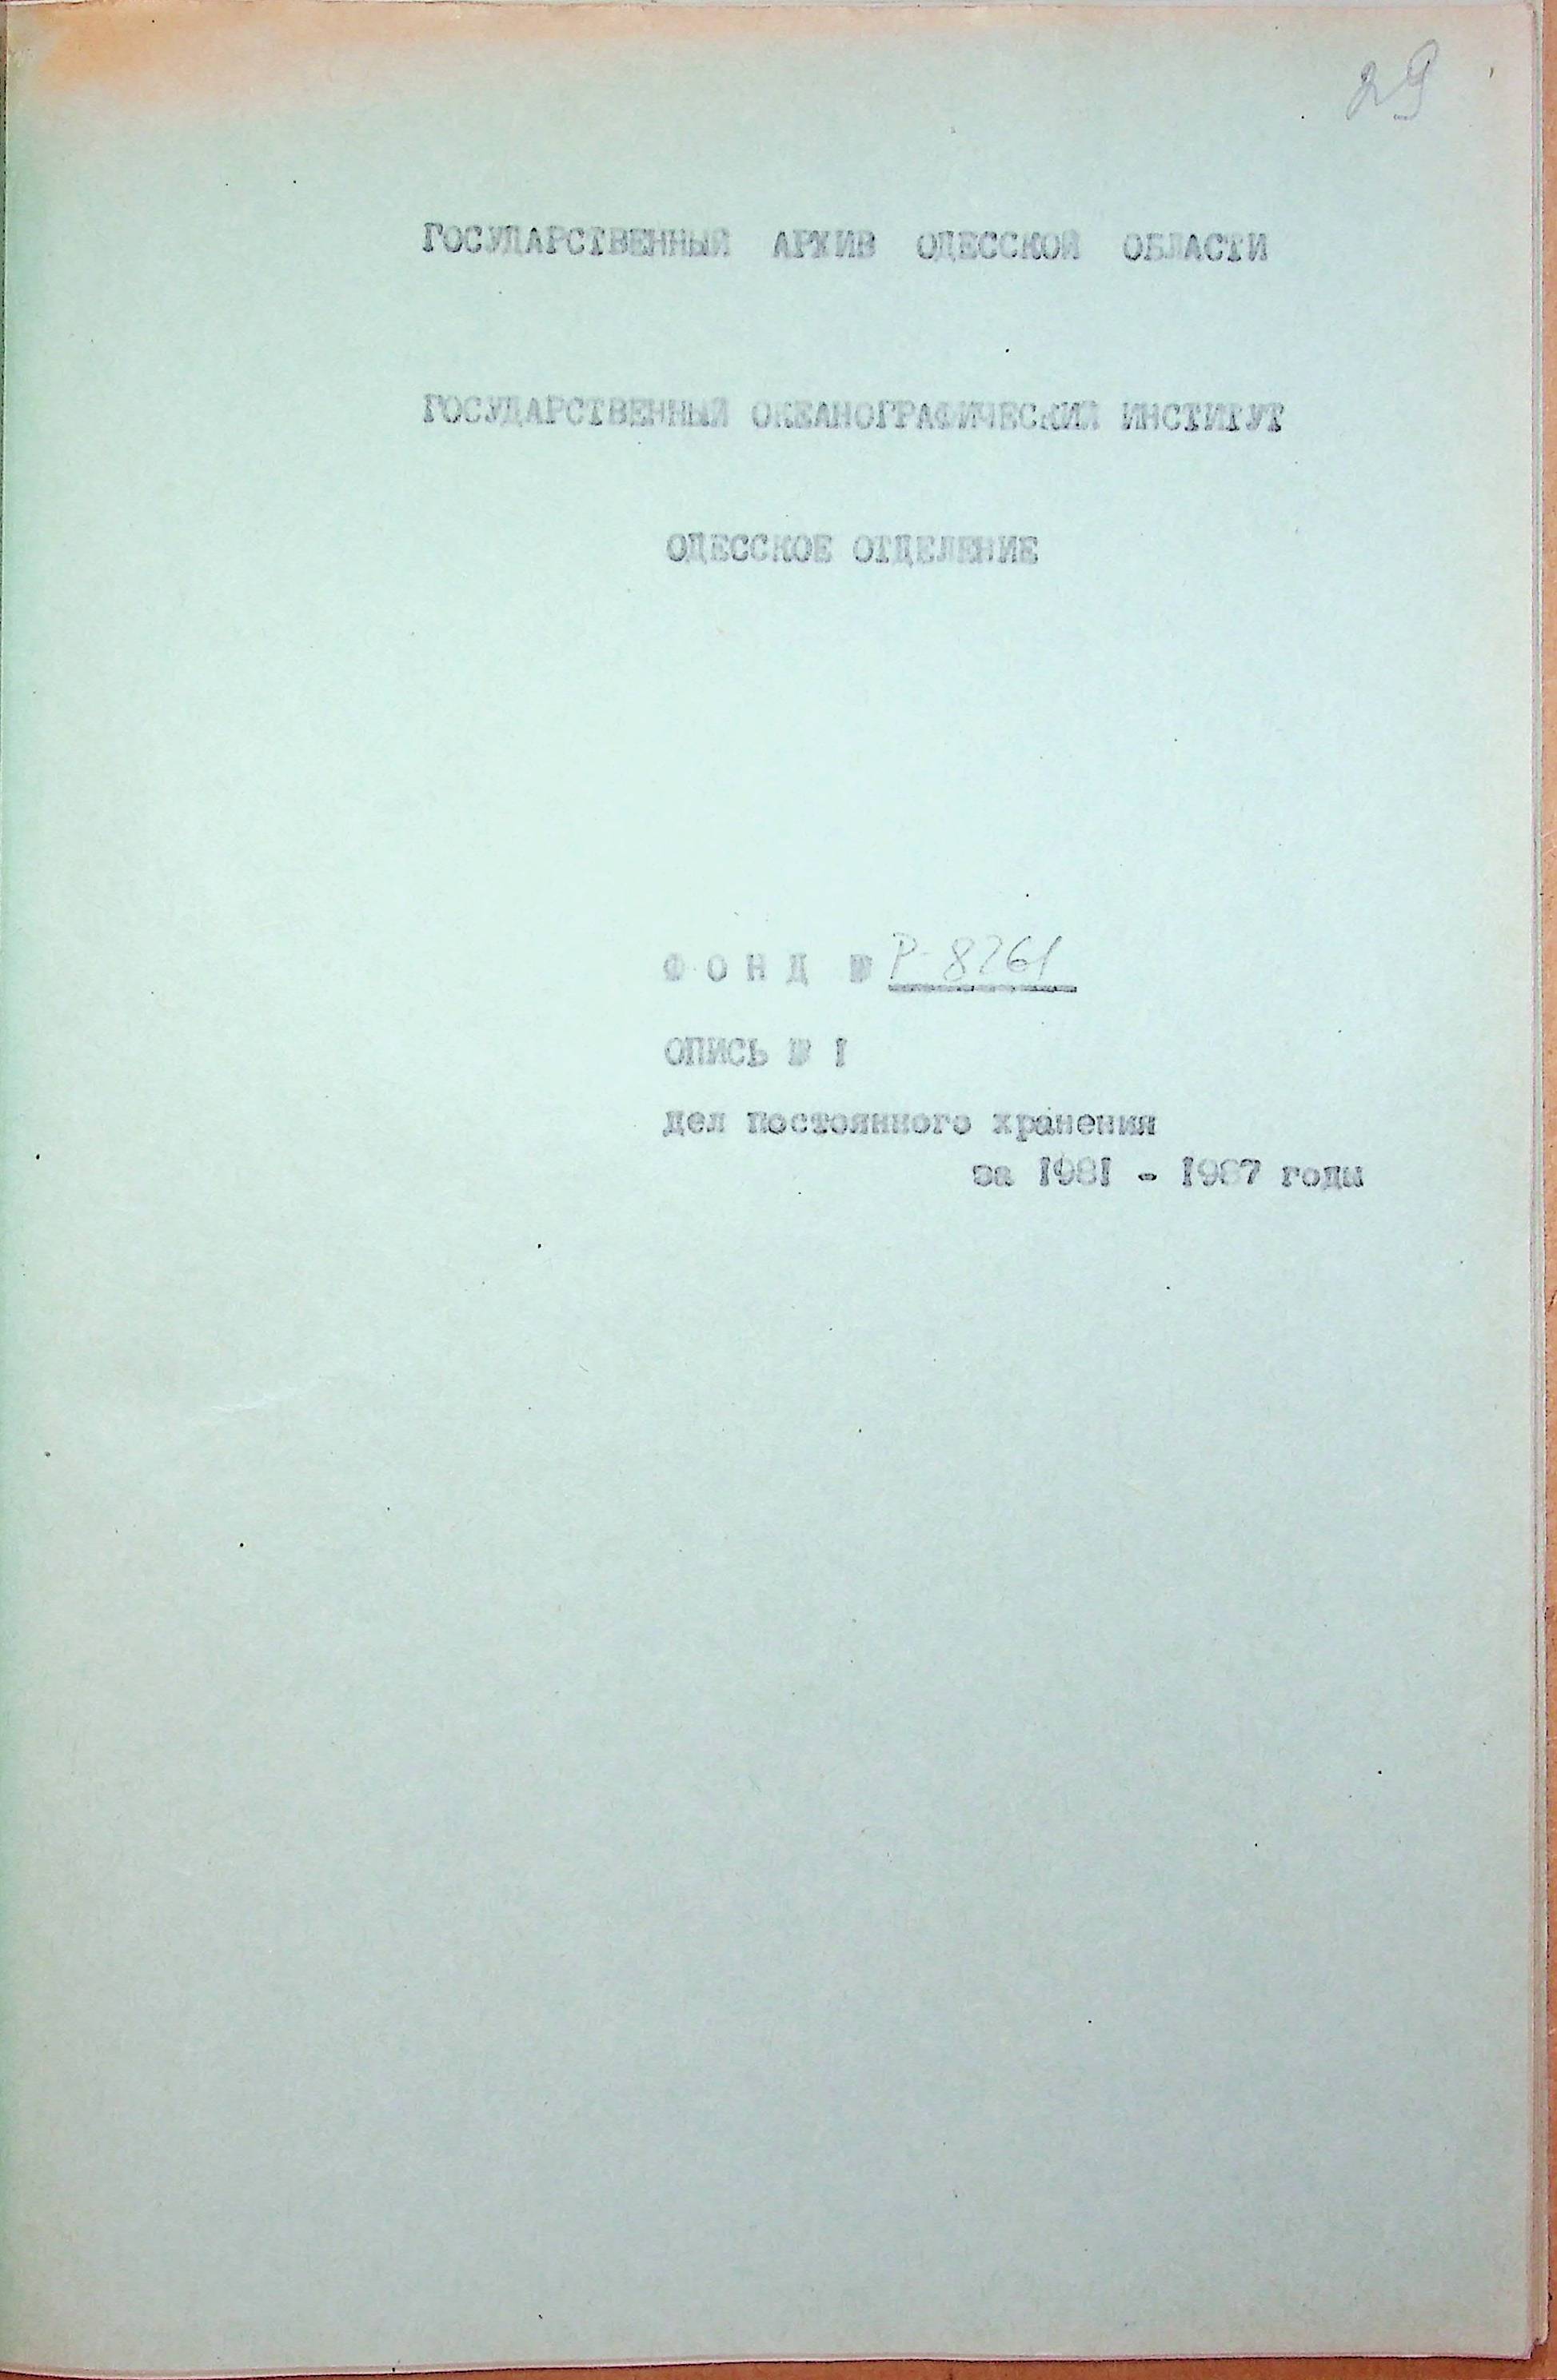 29
ГОСУДАРСТВЕННЫЙ АРХИВ ОДЕССКОЙ ОБЛАСТИ
ГОСУДАРСТВЕННЫЙ ОКЕАНОГРАФИЧЕСКИЙ ИНСТИТУТ
ОДЕССКОЕ ОТДЕЛЕНИЕ
Ф О Н Д № Р-8261
ОПИСЬ № I
дел постоянного хранения
за I98I - I987 годы